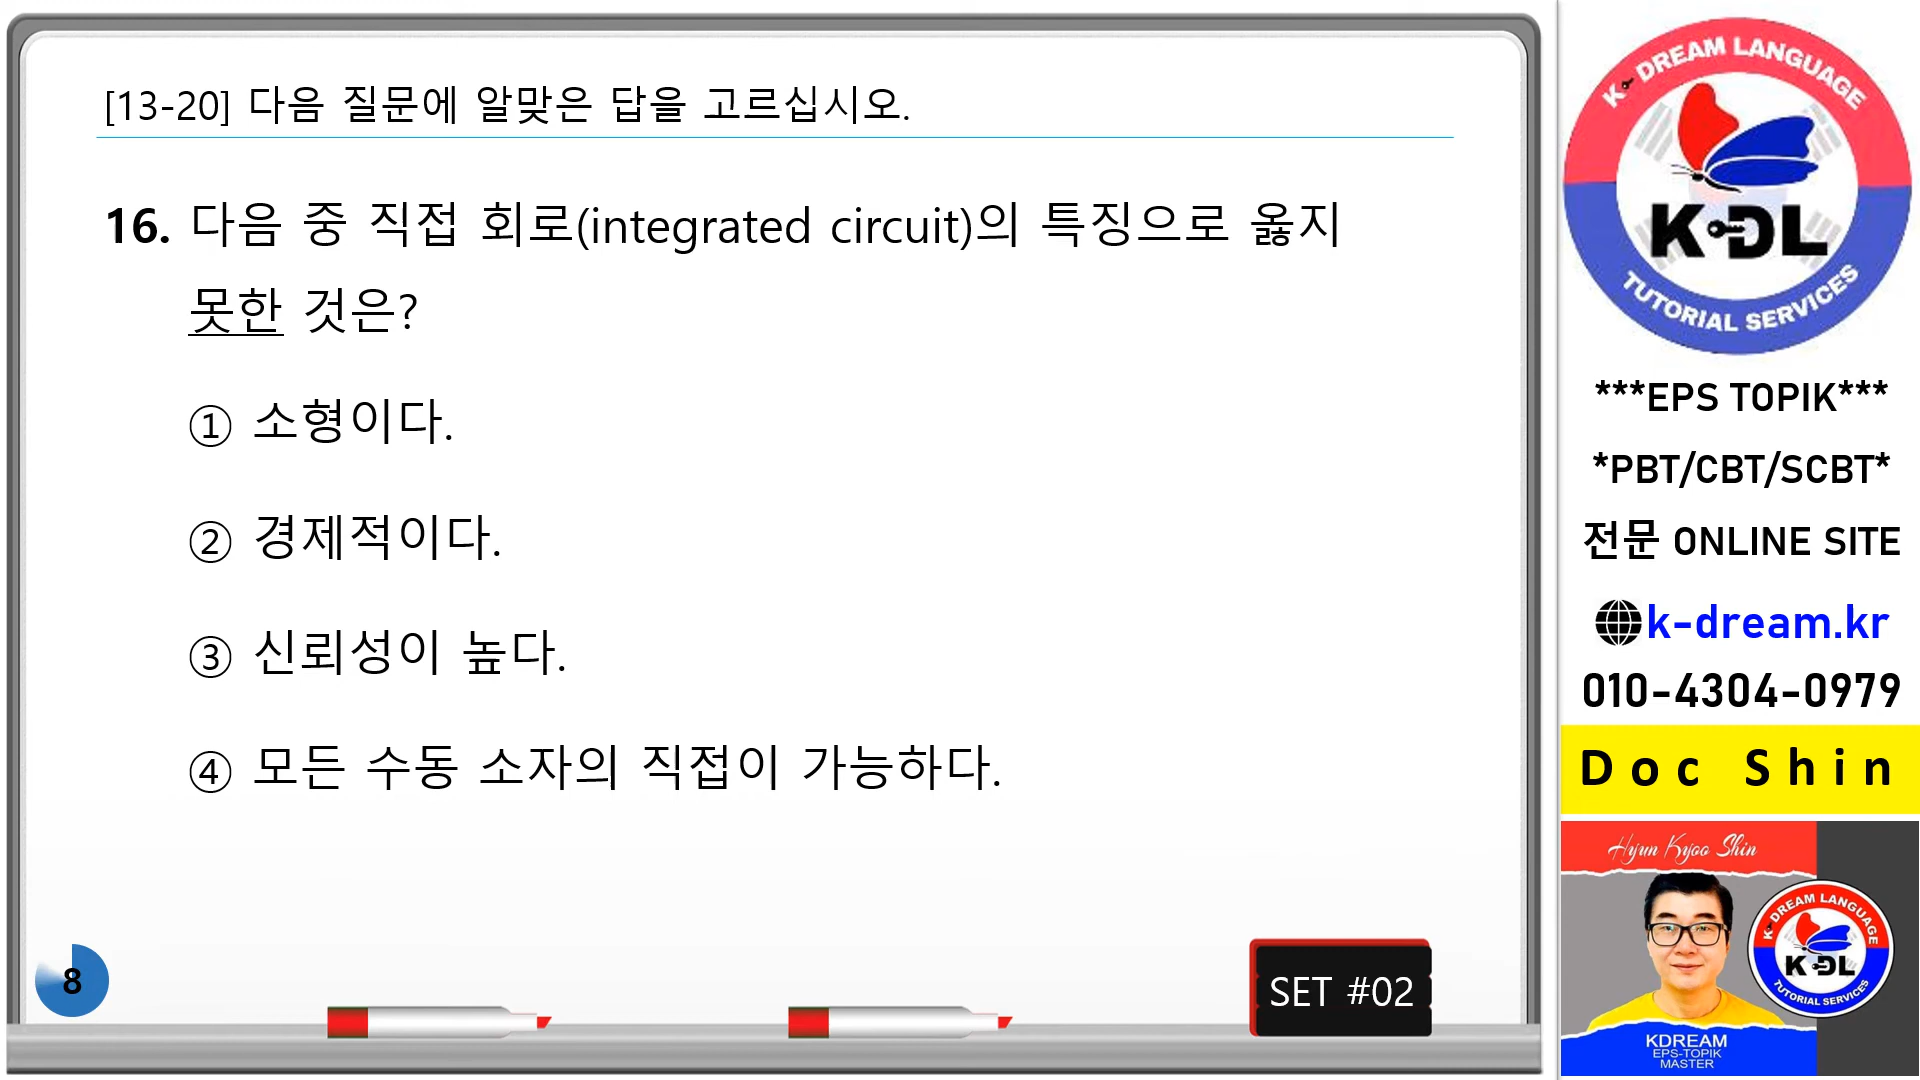 [13-20] 다음 질문에 알맞은 답을 고르십시오.
16. 다음 중 직접 회로(integrated circuit)의 특징으로 옳지
못한 것은?
① 소형이다.
② 경제적이다.
③ 신뢰성이 높다.
④ 모든 수동 소자의 직접이 가능하다.
8
SET #02
K-DREAM LANGUAGE
K-DL
TUTORIAL SERVICES
***EPS TOPIK***
*PBT/CBT/SCBT*
전문 ONLINE SITE
k-dream.kr
010-4304-0979
Doc Shin
Hyun Kyoo Shin
K-DREAM LANGUAGE
K-DL
TUTORIAL SERVICES
KDREAM
EPS-TOPIK
MASTER